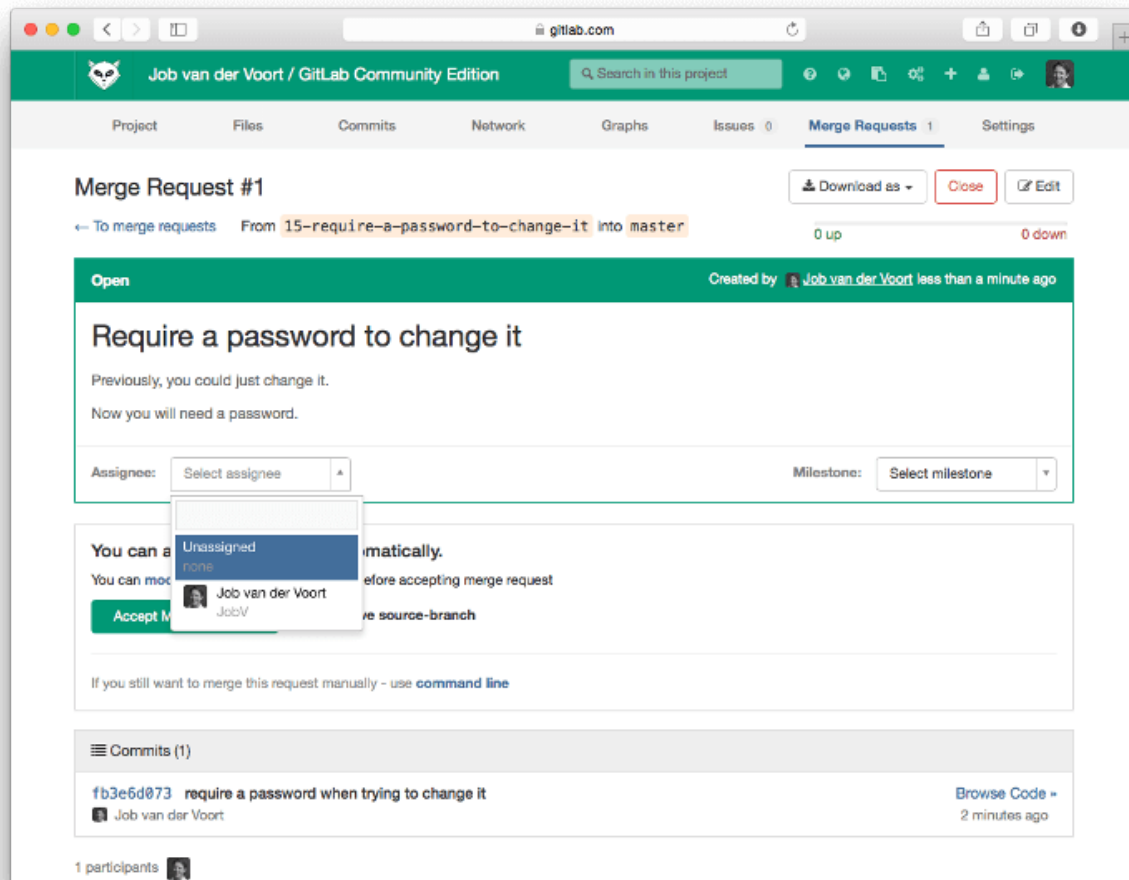 gitlab.com
Job van der Voort / GitLab Community Edition
Search in this project
Project Files Commits Network Graphs Issues 0 Merge Requests 1 Settings
Merge Request #1
Download as Close Edit
← To merge requests From 15-require-a-password-to-change-it into master
0 up 0 down
Open Created by Job van der Voort less than a minute ago
Require a password to change it
Previously, you could just change it.
Now you will need a password.
Assignee: Select assignee Milestone: Select milestone
Unassigned
none
Job van der Voort
JobV
You can a matically.
You can mod efore accepting merge request
Accept M ve source-branch
If you still want to merge this request manually - use command line
Commits (1)
fb3e6d073 require a password when trying to change it Browse Code »
Job van der Voort 2 minutes ago
1 participants